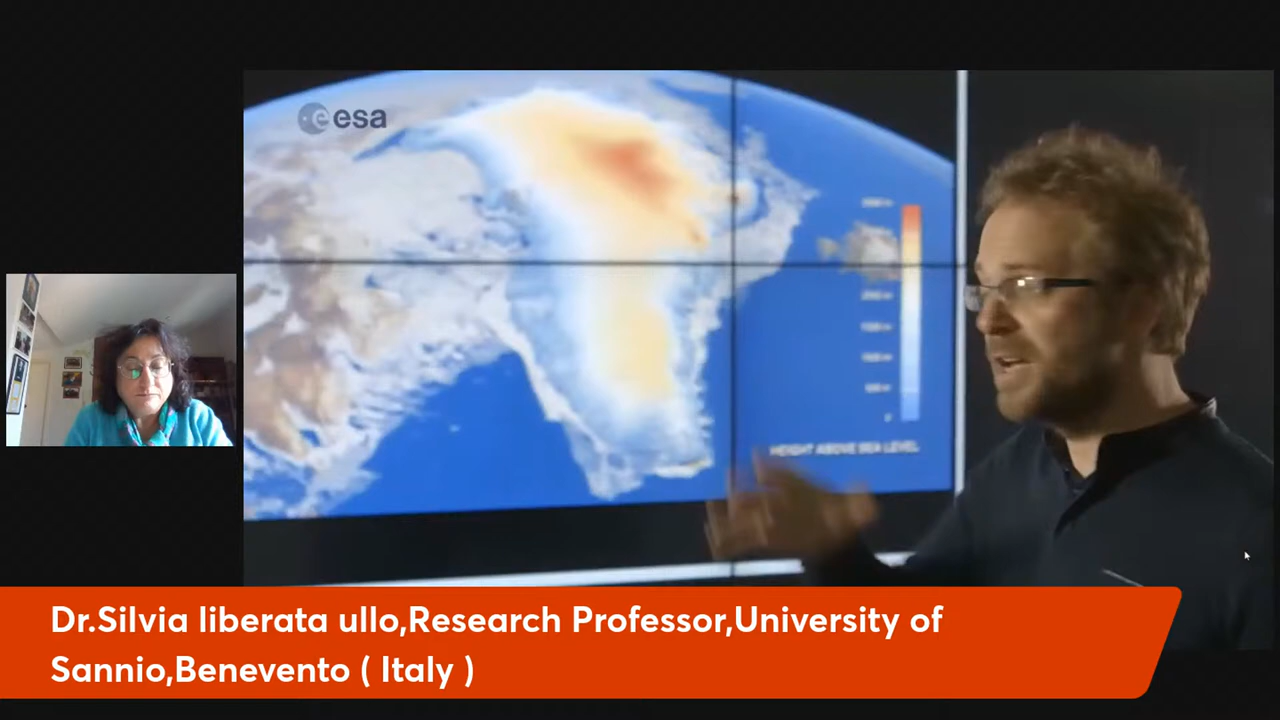 esa
HEIGHT ABOVE SEA LEVEL
Dr.Silvia liberata ullo,Research Professor,University of
Sannio,Benevento ( Italy )